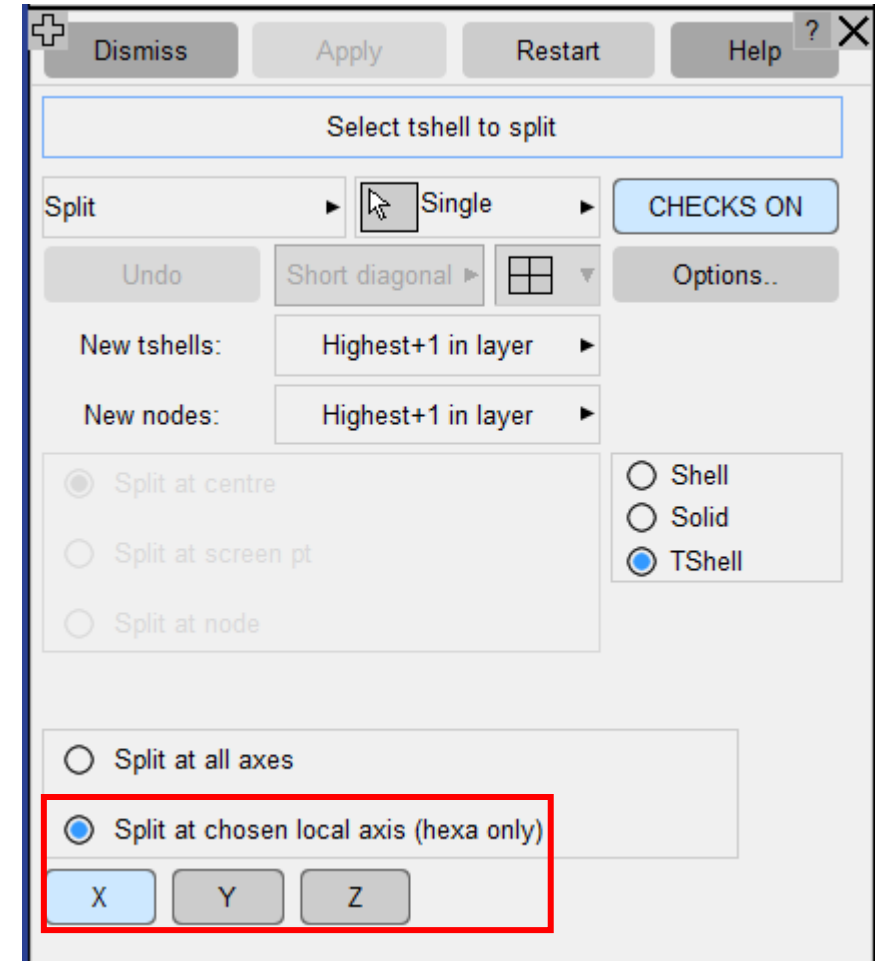 Dismiss Apply Restart Help ?
Select tshell to split
Split Single CHECKS ON
Undo Short diagonal Options..
New tshells: Highest+1 in layer
New nodes: Highest+1 in layer
Split at centre
Split at screen pt
Split at node
Shell
Solid
TShell
Split at all axes
Split at chosen local axis (hexa only)
X Y Z